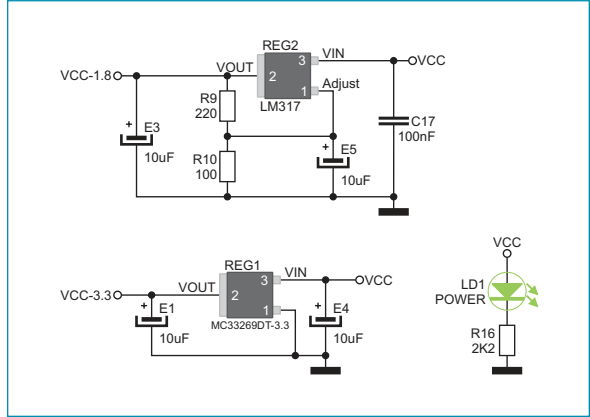 REG2
VCC-1.8
VOUT
2
3
VIN
VCC
1
Adjust
LM317
R9
220
+
E3
10uF
R10
100
+
E5
10uF
C17
100nF
REG1
VCC-3.3
VOUT
2
3
VIN
VCC
1
MC33269DT-3.3
+
E1
10uF
+
E4
10uF
VCC
LD1
POWER
R16
2K2